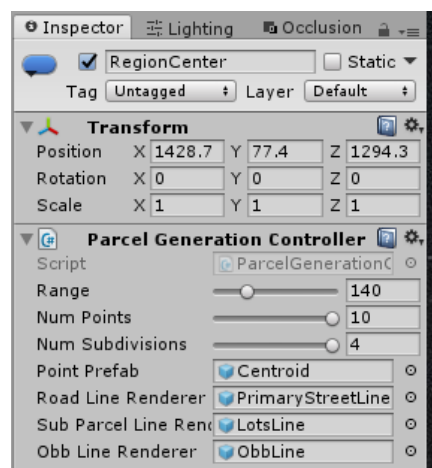 Inspector Lighting Occlusion
RegionCenter Static
Tag Untagged Layer Default
Transform
Position X 1428.7 Y 77.4 Z 1294.3
Rotation X 0 Y 0 Z 0
Scale X 1 Y 1 Z 1
C# Parcel Generation Controller
Script ParcelGenerationC
Range 140
Num Points 10
Num Subdivisions 4
Point Prefab Centroid
Road Line Renderer PrimaryStreetLine
Sub Parcel Line Rend LotsLine
Obb Line Renderer ObbLine